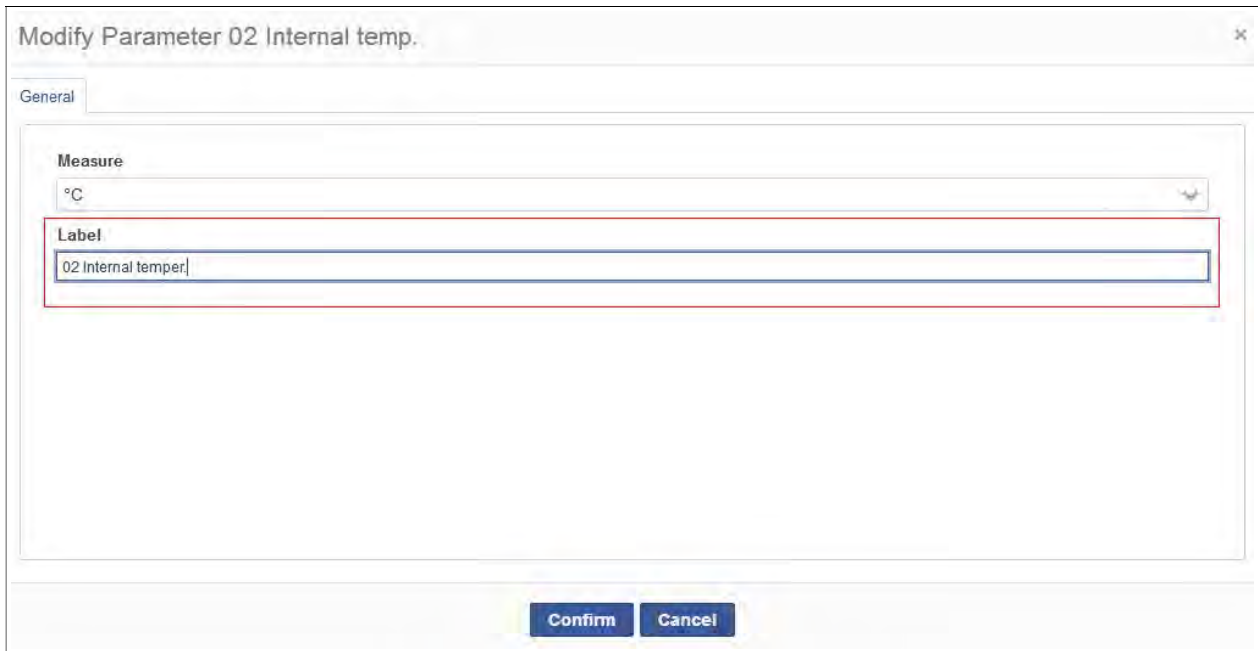 Modify Parameter 02 Internal temp.
×
General
Measure
°C
Label
02 Internal temper.
Confirm Cancel